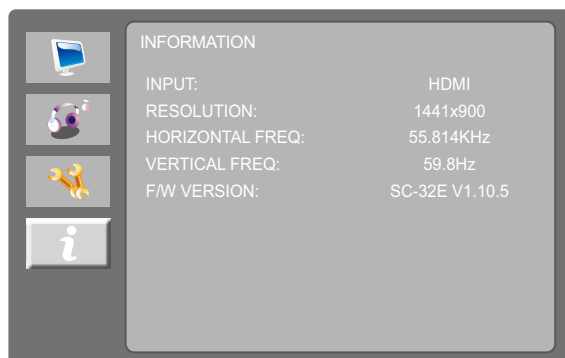 INFORMATION
INPUT: HDMI
RESOLUTION: 1441x900
HORIZONTAL FREQ: 55.814KHz
VERTICAL FREQ: 59.8Hz
F/W VERSION: SC-32E V1.10.5
i